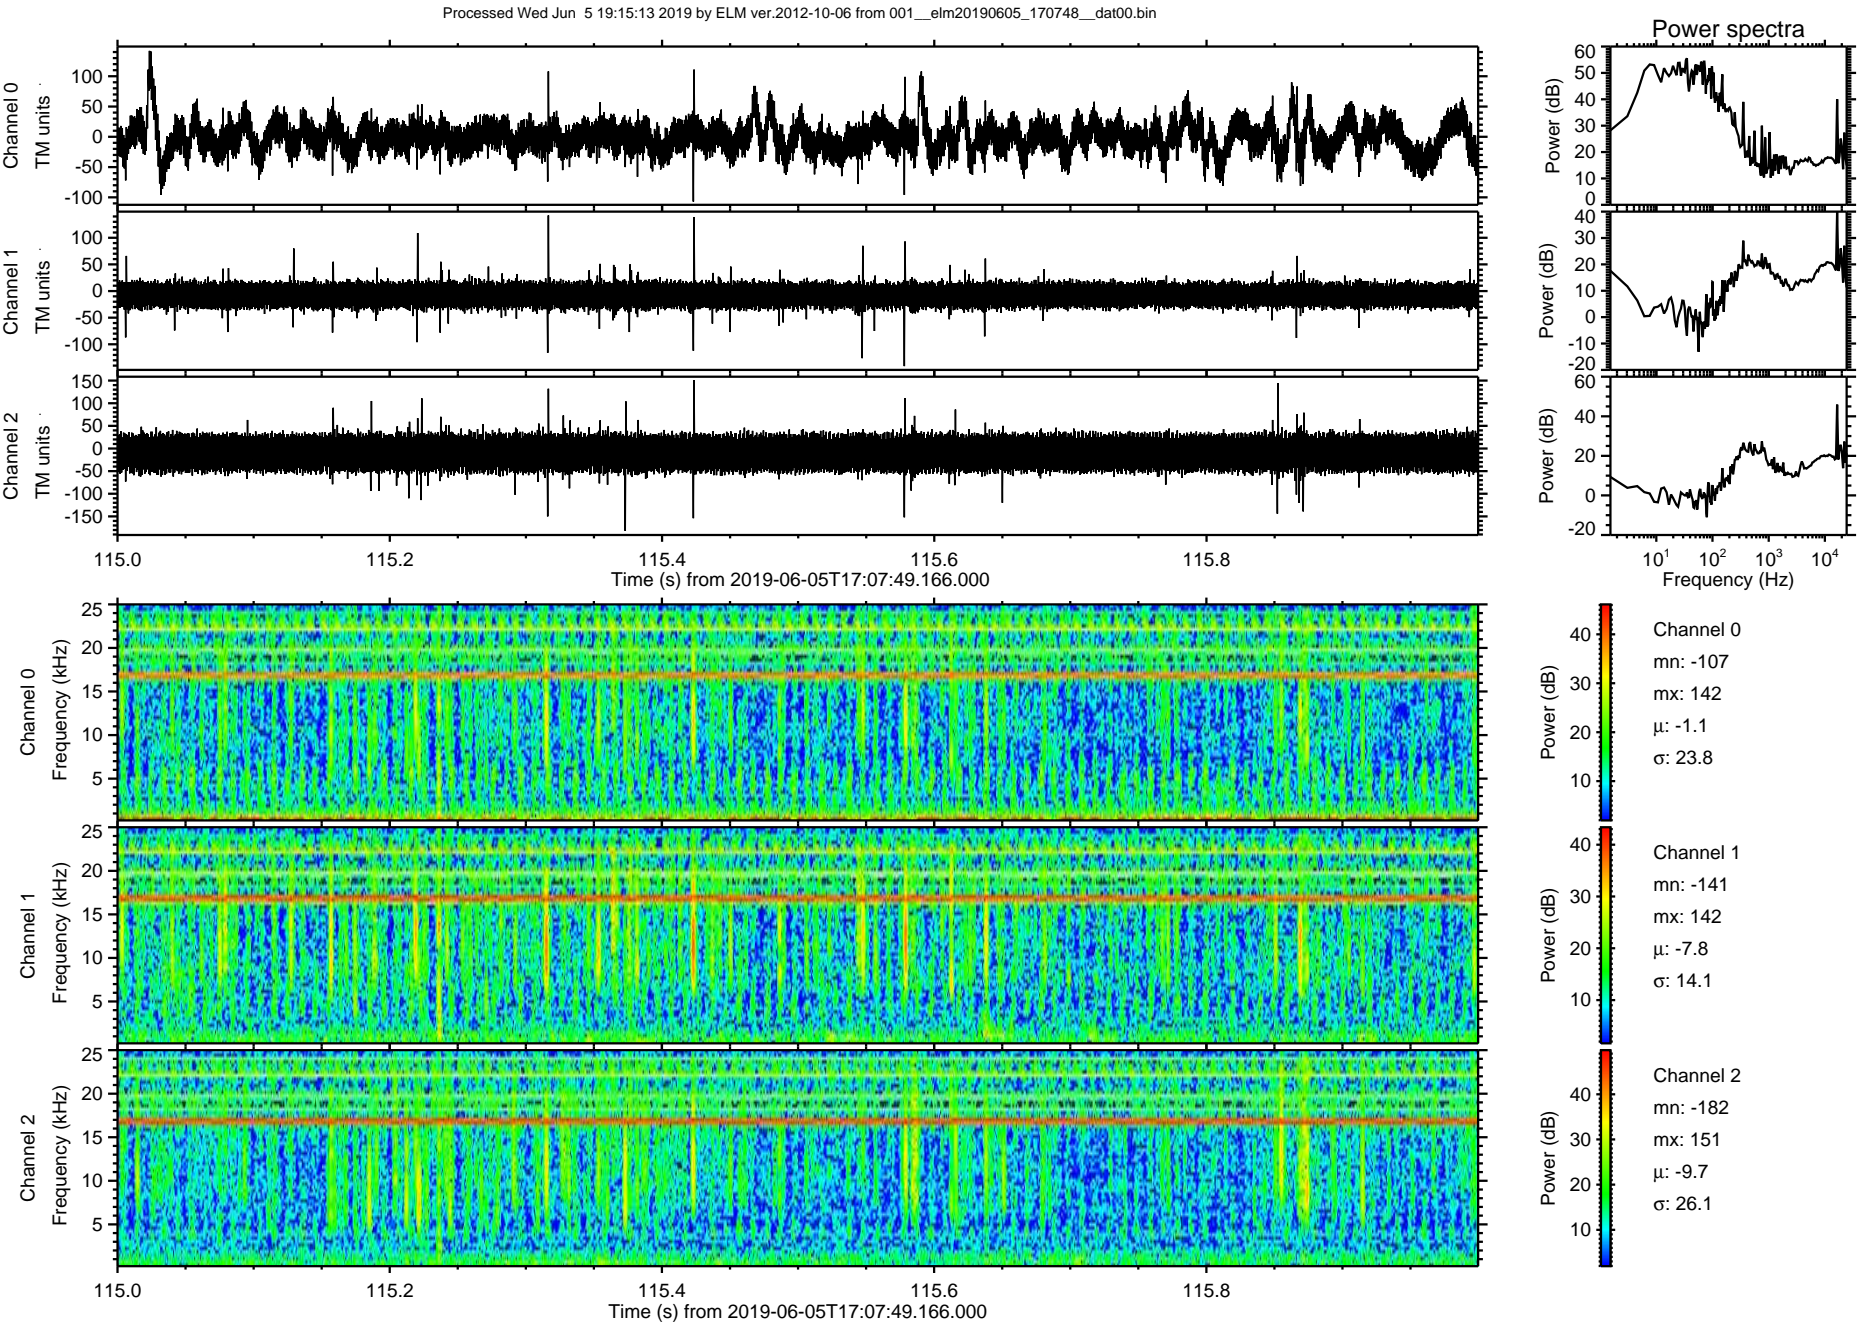 Processed Wed Jun  5 19:15:13 2019 by ELM ver.2012-10-06 from 001__elm20190605_170748__dat00.bin
Power spectra
Channel 0
TM units
100
50
0
-50
-100
Power (dB)
60
50
40
30
20
10
0
Channel 1
TM units
100
50
0
-50
-100
Power (dB)
40
30
20
10
0
-10
-20
Channel 2
TM units
150
100
50
0
-50
-100
-150
Power (dB)
60
40
20
0
-20
115.0 115.2 115.4 115.6 115.8
Time (s) from 2019-06-05T17:07:49.166.000
10^1 10^2 10^3 10^4
Frequency (Hz)
Channel 0
Frequency (kHz)
25
20
15
10
5
Power (dB)
40
30
20
10
Channel 0
mn: -107
mx: 142
μ: -1.1
σ: 23.8
Channel 1
Frequency (kHz)
25
20
15
10
5
Power (dB)
40
30
20
10
Channel 1
mn: -141
mx: 142
μ: -7.8
σ: 14.1
Channel 2
Frequency (kHz)
25
20
15
10
5
Power (dB)
40
30
20
10
Channel 2
mn: -182
mx: 151
μ: -9.7
σ: 26.1
115.0 115.2 115.4 115.6 115.8
Time (s) from 2019-06-05T17:07:49.166.000